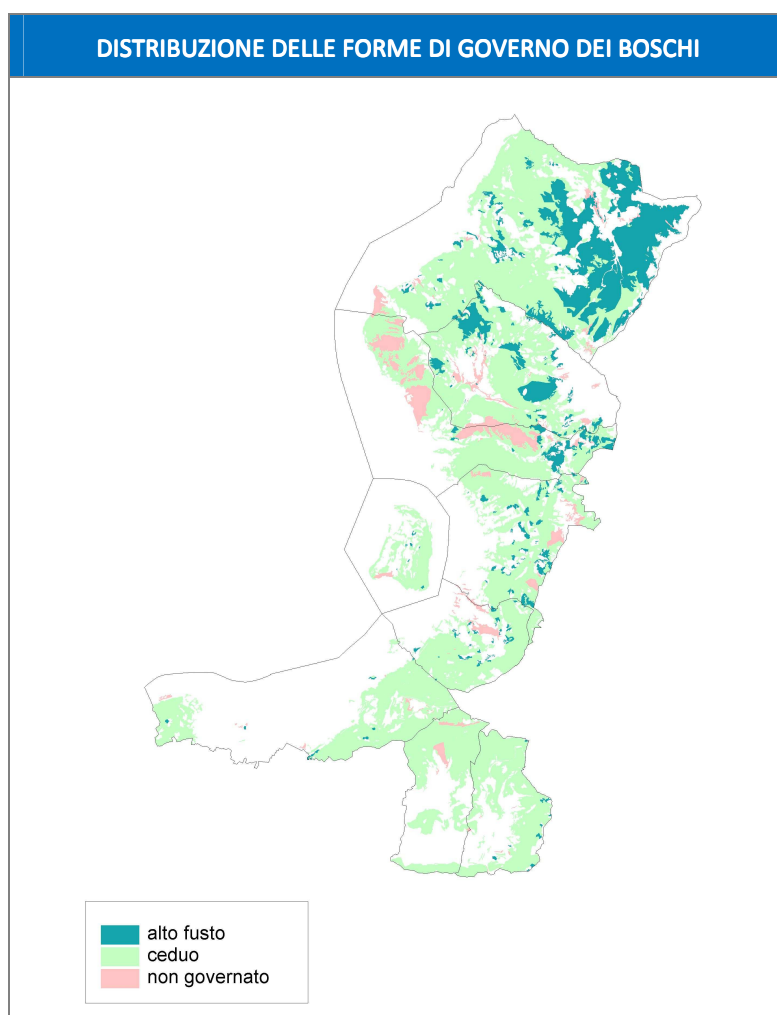 DISTRIBUZIONE DELLE FORME DI GOVERNO DEI BOSCHI
alto fusto
ceduo
non governato